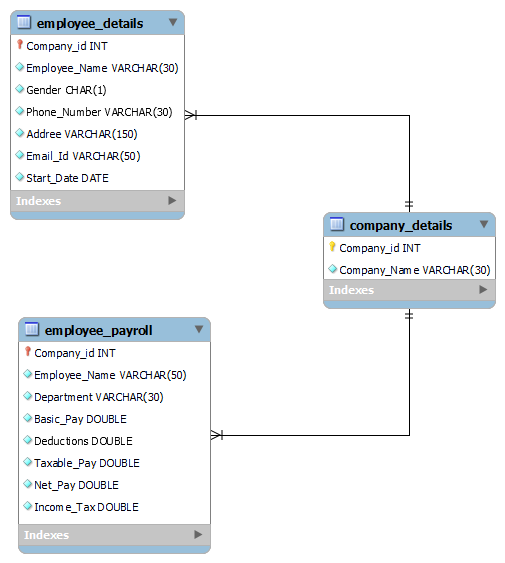 employee_details
Company_id INT
Employee_Name VARCHAR(30)
Gender CHAR(1)
Phone_Number VARCHAR(30)
Addree VARCHAR(150)
Email_Id VARCHAR(50)
Start_Date DATE
Indexes
company_details
Company_id INT
Company_Name VARCHAR(30)
Indexes
employee_payroll
Company_id INT
Employee_Name VARCHAR(50)
Department VARCHAR(30)
Basic_Pay DOUBLE
Deductions DOUBLE
Taxable_Pay DOUBLE
Net_Pay DOUBLE
Income_Tax DOUBLE
Indexes